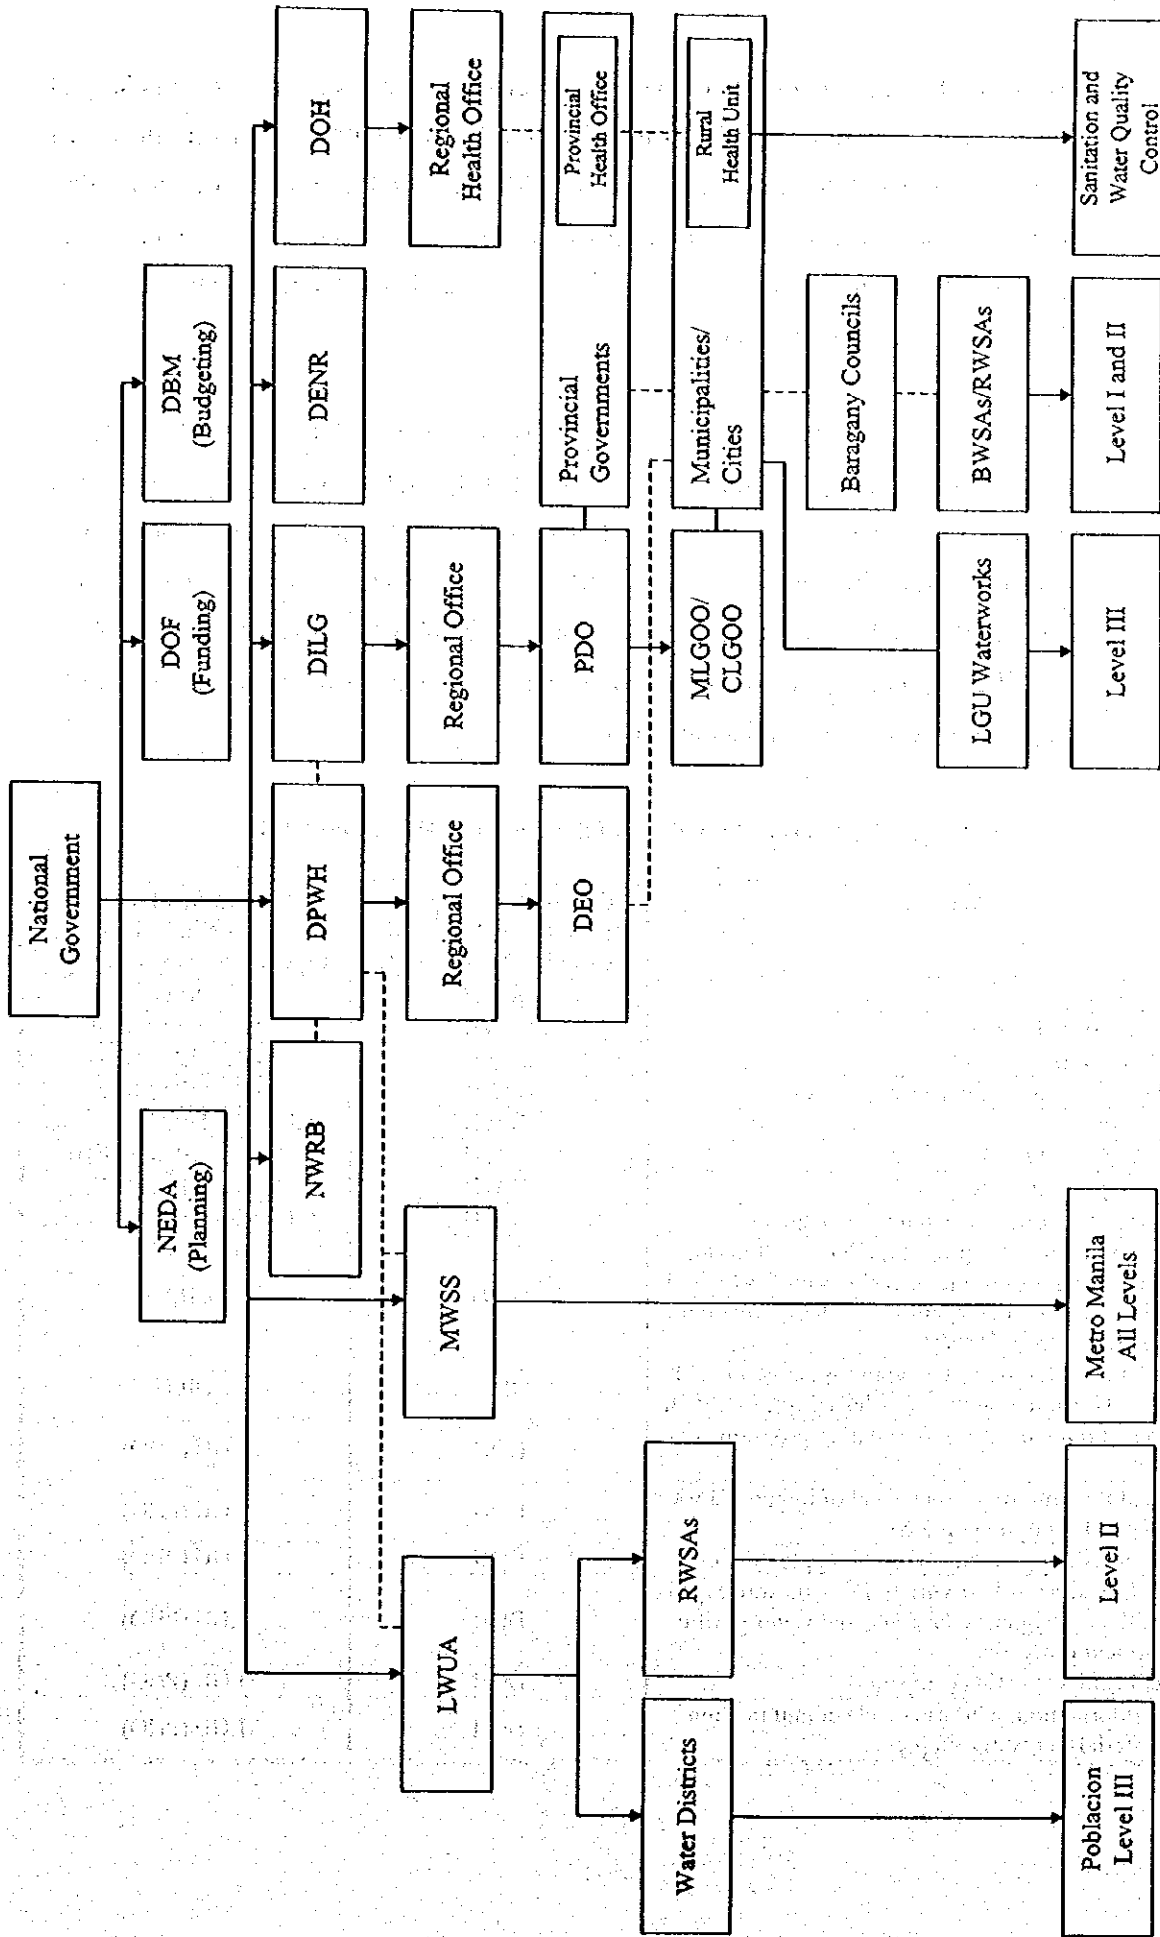 National
Government
NEDA
(Planning)
DOF
(Funding)
DBM
(Budgeting)
NWRB
DPWH
DILG
DENR
DOH
LWUA
MWSS
Regional Office
Regional Office
Regional
Health Office
DEO
PDO
Provincial
Governments
Provincial
Health Office
Water Districts
RWSAs
MLGOO/
CLGOO
Municipalities/
Cities
Rural
Health Unit
Baragany Councils
LGU Waterworks
BWSAs/RWSAs
Poblacion
Level III
Level II
Metro Manila
All Levels
Level III
Level I and II
Sanitation and
Water Quality
Control